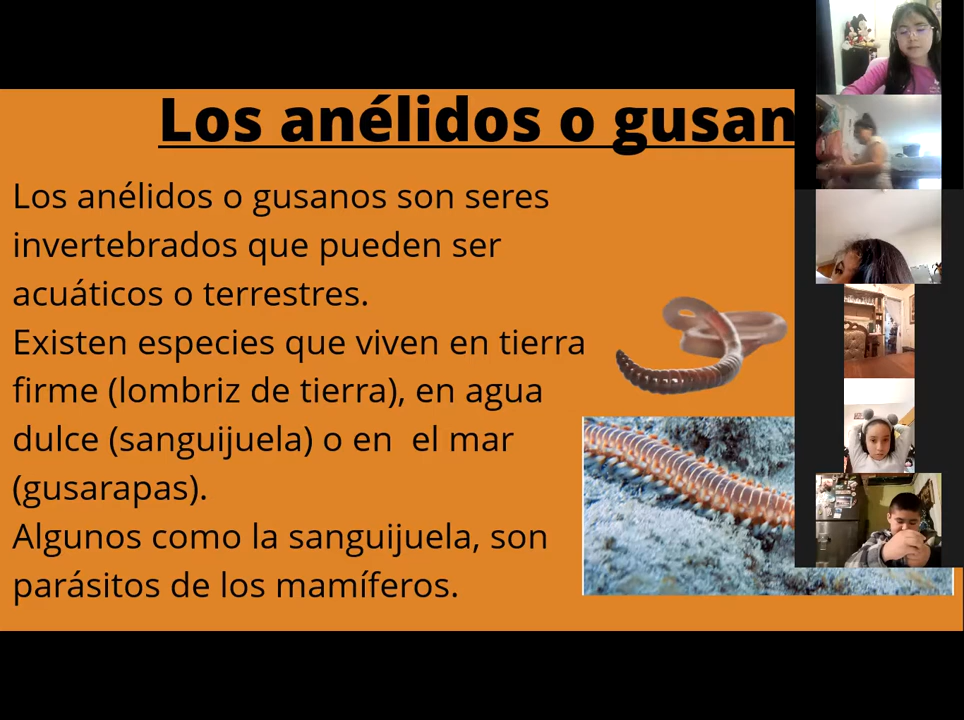 Los anélidos o gusan
Los anélidos o gusanos son seres
invertebrados que pueden ser
acuáticos o terrestres.
Existen especies que viven en tierra
firme (lombriz de tierra), en agua
dulce (sanguijuela) o en  el mar
(gusarapas).
Algunos como la sanguijuela, son
parásitos de los mamíferos.